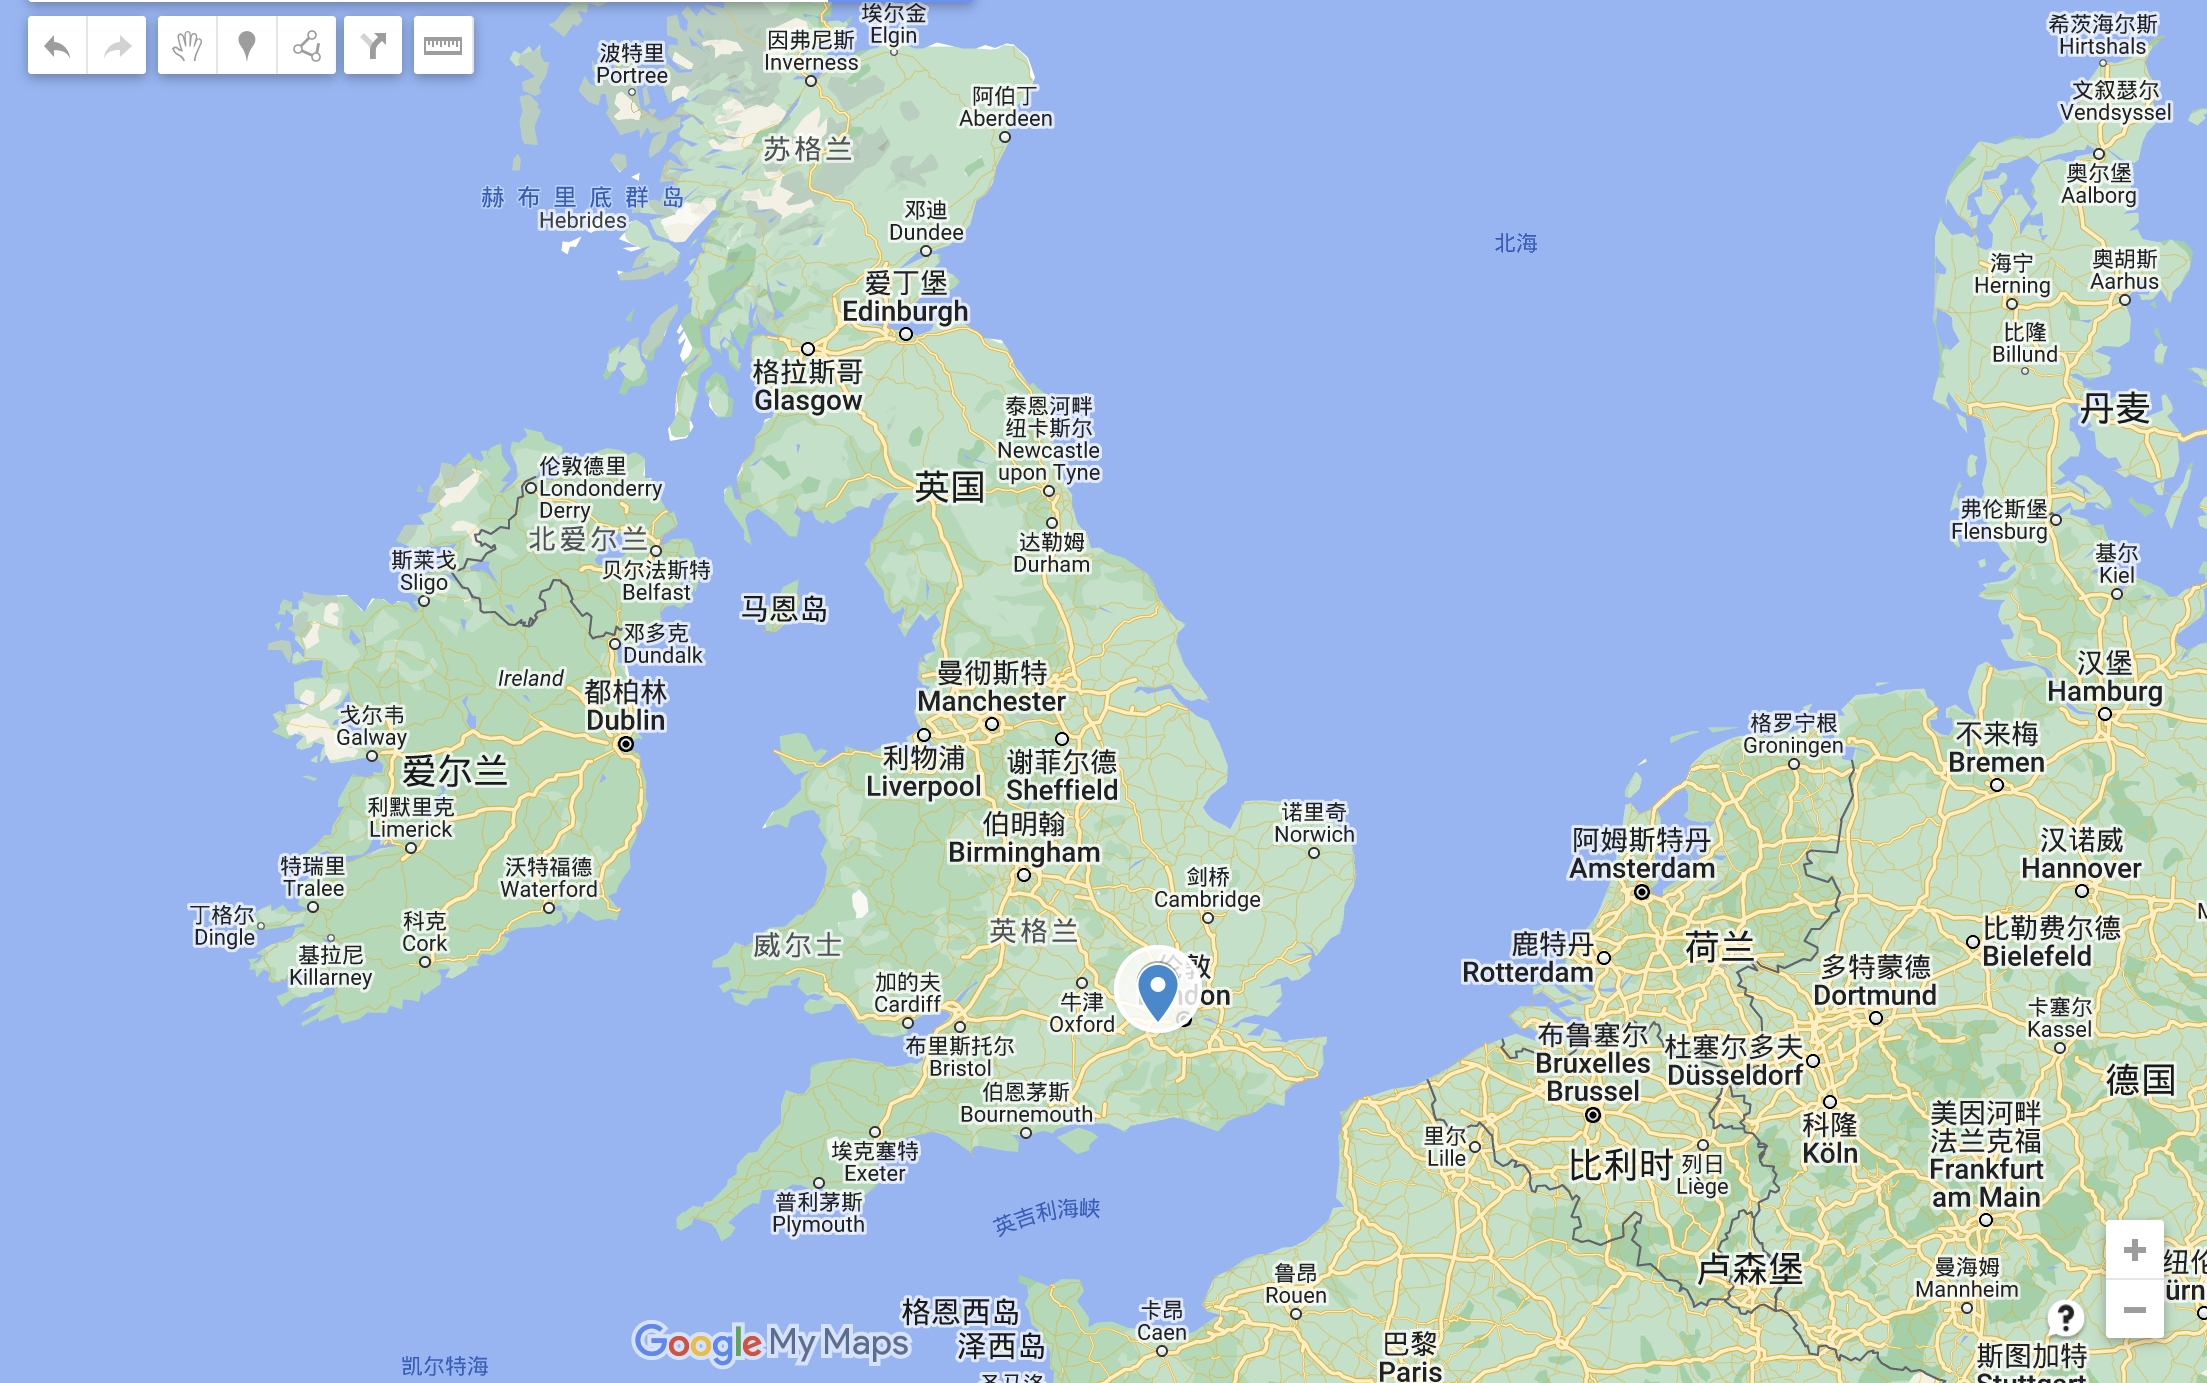 埃尔金
Elgin
因弗尼斯
Inverness
波特里
Portree
阿伯丁
Aberdeen
苏格兰
赫布里底群岛
Hebrides
邓迪
Dundee
爱丁堡
Edinburgh
格拉斯哥
Glasgow
泰恩河畔
纽卡斯尔
Newcastle
upon Tyne
英国
达勒姆
Durham
伦敦德里
Londonderry
Derry
北爱尔兰
贝尔法斯特
Belfast
斯莱戈
Sligo
马恩岛
邓多克
Dundalk
Ireland
都柏林
Dublin
戈尔韦
Galway
爱尔兰
利默里克
Limerick
特瑞里
Tralee
沃特福德
Waterford
丁格尔
Dingle
科克
Cork
基拉尼
Killarney
曼彻斯特
Manchester
利物浦
Liverpool
谢菲尔德
Sheffield
伯明翰
Birmingham
诺里奇
Norwich
剑桥
Cambridge
英格兰
威尔士
加的夫
Cardiff
牛津
Oxford
布里斯托尔
Bristol
伯恩茅斯
Bournemouth
埃克塞特
Exeter
普利茅斯
Plymouth
英吉利海峡
凯尔特海
格恩西岛
泽西岛
Google My Maps
卡昂
Caen
鲁昂
Rouen
巴黎
Paris
北海
希茨海尔斯
Hirtshals
文叙瑟尔
Vendsyssel
奥尔堡
Aalborg
海宁
Herning
奥胡斯
Aarhus
比隆
Billund
丹麦
弗伦斯堡
Flensburg
基尔
Kiel
汉堡
Hamburg
格罗宁根
Groningen
不来梅
Bremen
阿姆斯特丹
Amsterdam
汉诺威
Hannover
鹿特丹
Rotterdam
荷兰
比勒费尔德
Bielefeld
多特蒙德
Dortmund
卡塞尔
Kassel
布鲁塞尔
Bruxelles
Brussel
杜塞尔多夫
Düsseldorf
德国
科隆
Köln
里尔
Lille
比利时
列日
Liège
美因河畔
法兰克福
Frankfurt
am Main
卢森堡
曼海姆
Mannheim
斯图加特
Stuttgart
?